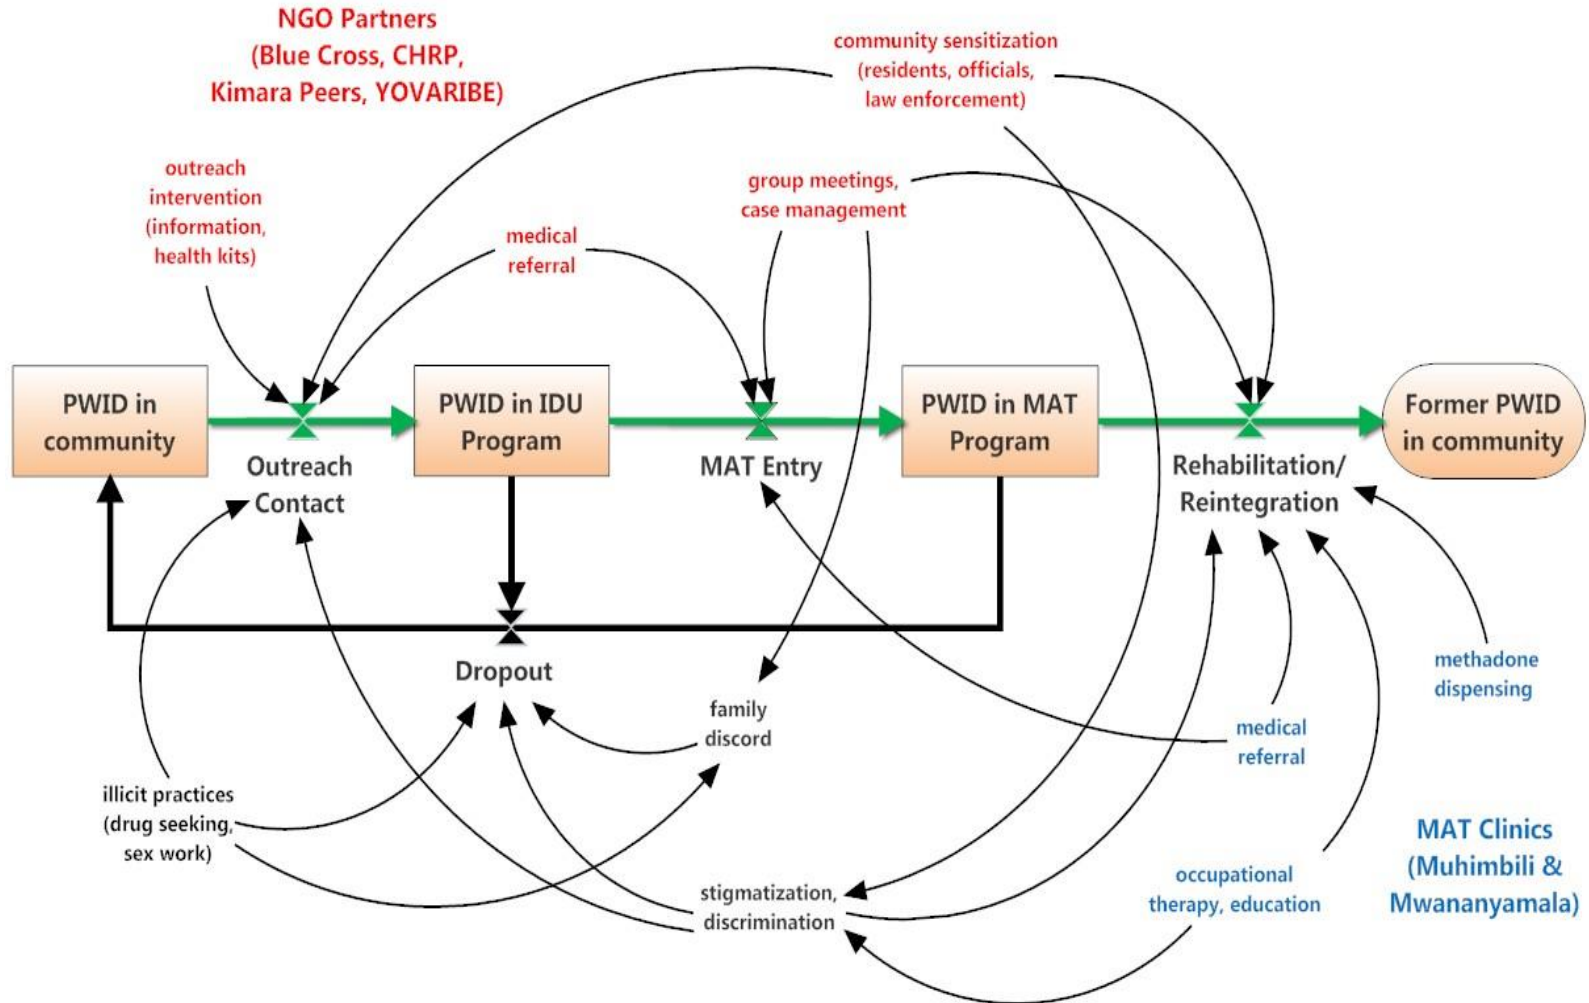 NGO Partners
(Blue Cross, CHRP,
Kimara Peers, YOVARIBE)
community sensitization
(residents, officials,
law enforcement)
outreach
intervention
(information,
health kits)
medical
referral
group meetings,
case management
PWID in
community
Outreach
Contact
PWID in IDU
Program
MAT Entry
PWID in MAT
Program
Rehabilitation/
Reintegration
Former PWID
in community
Dropout
family
discord
methadone
dispensing
medical
referral
illicit practices
(drug seeking,
sex work)
stigmatization,
discrimination
occupational
therapy, education
MAT Clinics
(Muhimbili &
Mwananyamala)